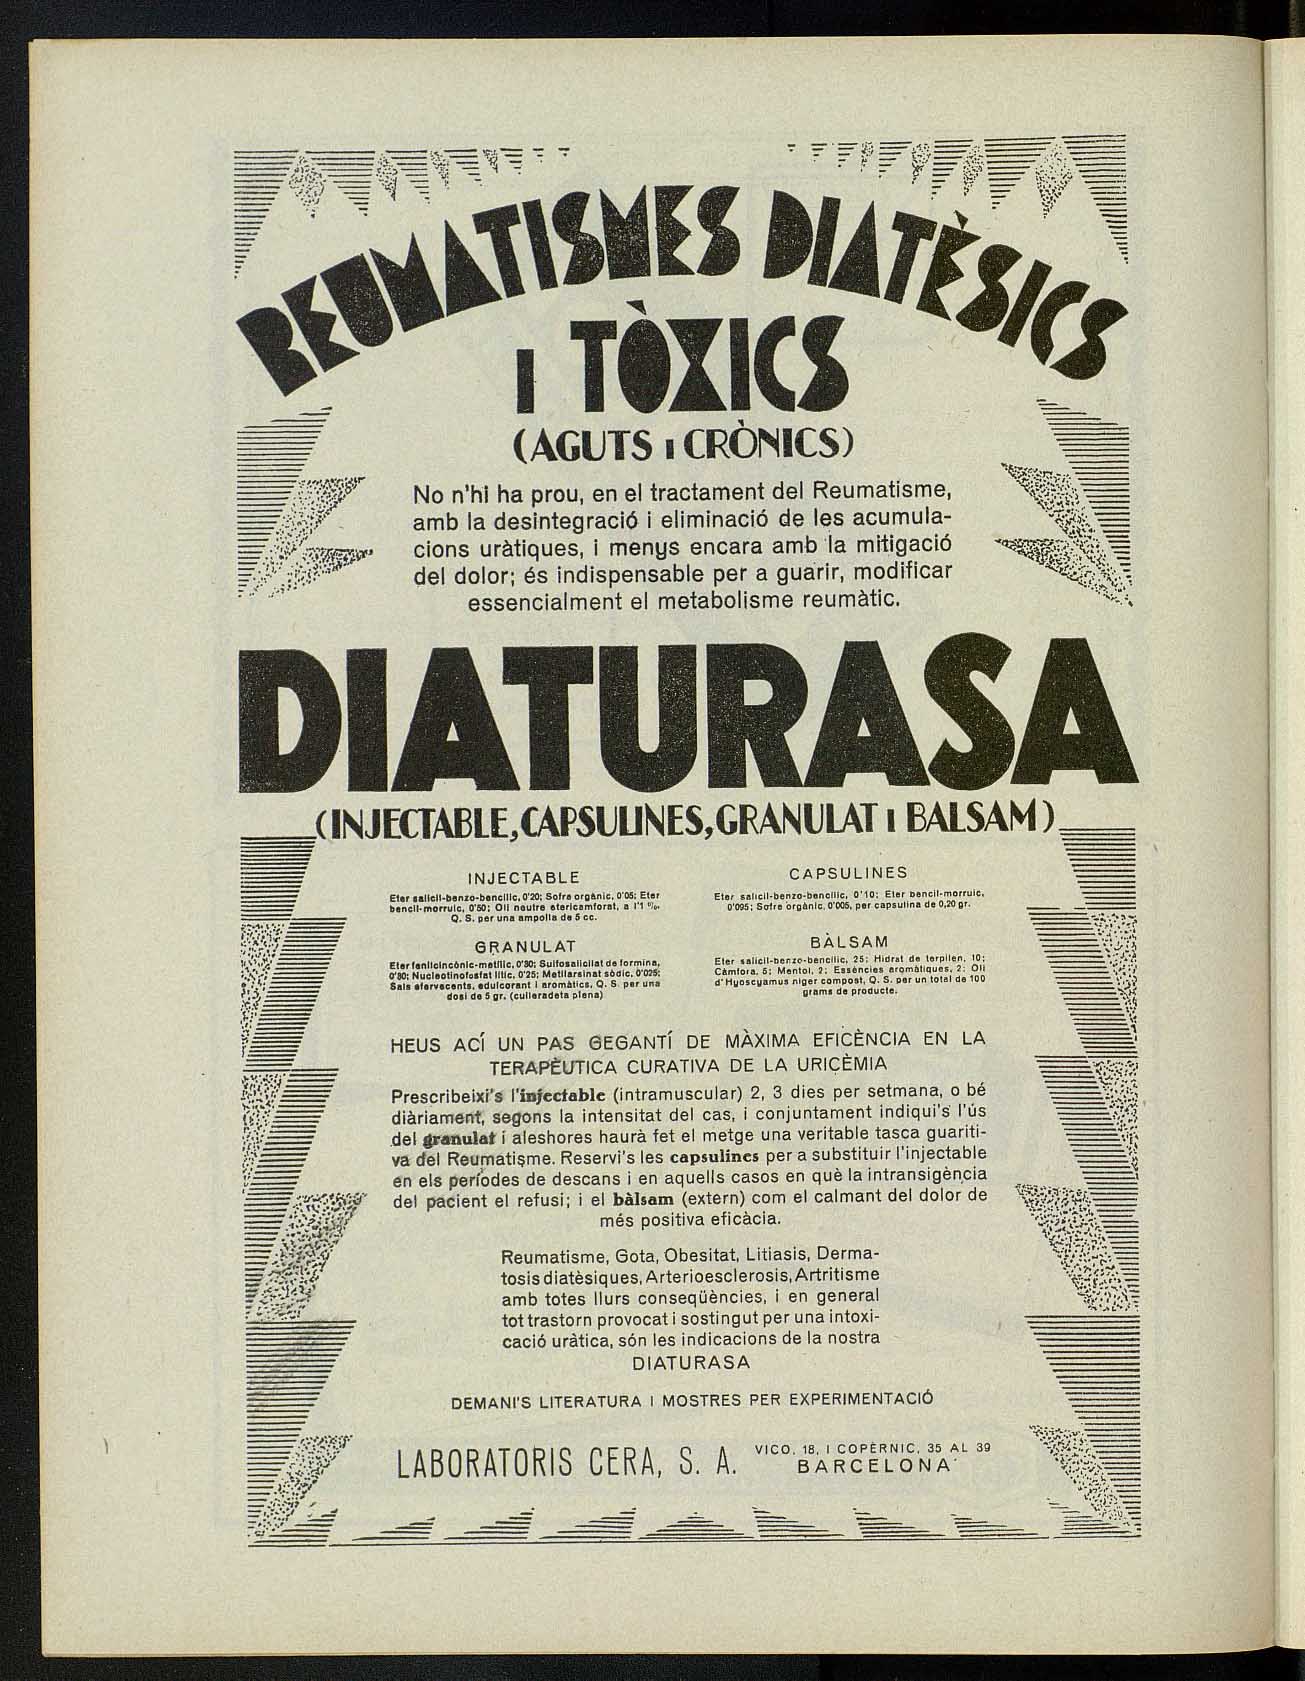 REUMATISMES DIATÈSICS
I TÒXICS
(AGUTS I CRÒNICS)
No n'hi ha prou, en el tractament del Reumatisme,
amb la desintegració i eliminació de les acumula-
cions uràtiques, i menys encara amb la mitigació
del dolor; és indispensable per a guarir, modificar
essencialment el metabolisme reumàtic.
DIATURASA
(INJECTABLE, CAPSULINES, GRANULAT I BALSAM)
INJECTABLE
Eter salicil-benzo-bencilic, 0'20; Sofre orgànic, 0'05; Eter
bencil-morruic, 0'50; Oli neutre etericamforat, a l'1 %.
Q. S. per una ampolla de 5 cc.
GRANULAT
Eter fenilcincònic-metílic, 0'30; Sulfosalicilat de formina,
0'30; Nucleotinofosfat lític, 0'25; Metilarsinat sòdic, 0'025;
Sals efervecents, edulcorant i aromàtics, Q. S. per una
dosi de 5 gr. (culleradeta plena)
CAPSULINES
Eter salicil-benzo-bencilic, 0'10; Eter bencil-morruic,
0'095; Sofre orgànic, 0'005, per capsulina de 0,20 gr.
BÀLSAM
Eter salicil-benzo-bencilic, 25; Hidrat de terpilen, 10;
Càmfora, 5; Mentol, 2; Essències aromàtiques, 2; Oli
d'Hyoscyamus niger compost, Q. S. per un total de 100
grams de producte.
HEUS ACÍ UN PAS GEGANTÍ DE MÀXIMA EFICÈNCIA EN LA
TERAPÈUTICA CURATIVA DE LA URICÈMIA
Prescribeixi's l'injectable (intramuscular) 2, 3 dies per setmana, o bé
diàriament, segons la intensitat del cas, i conjuntament indiqui's l'ús
del granulat i aleshores haurà fet el metge una veritable tasca guariti-
va del Reumatisme. Reservi's les capsulines per a substituir l'injectable
en els períodes de descans i en aquells casos en què la intransigència
del pacient el refusi; i el bàlsam (extern) com el calmant del dolor de
més positiva eficàcia.
Reumatisme, Gota, Obesitat, Litiasis, Derma-
tosis diatèsiques, Arterioesclerosis, Artritisme
amb totes llurs conseqüències, i en general
tot trastorn provocat i sostingut per una intoxi-
cació uràtica, són les indicacions de la nostra
DIATURASA
DEMANI'S LITERATURA I MOSTRES PER EXPERIMENTACIÓ
LABORATORIS CERA, S. A.
VICO, 18, I COPÈRNIC, 35 AL 39
BARCELONA